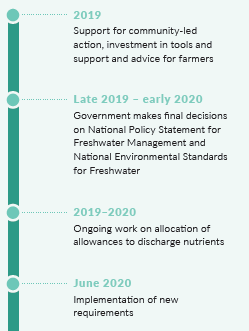 2019
Support for community-led
action, investment in tools and
support and advice for farmers
Late 2019 – early 2020
Government makes final decisions
on National Policy Statement for
Freshwater Management and
National Environmental Standards
for Freshwater
2019–2020
Ongoing work on allocation of
allowances to discharge nutrients
June 2020
Implementation of new
requirements